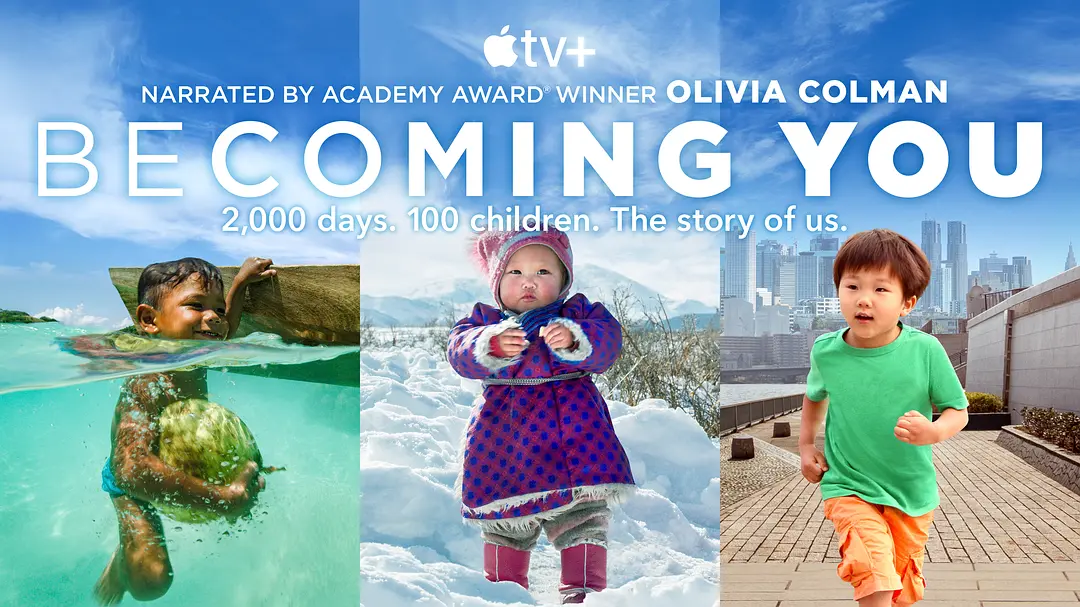 tv+
NARRATED BY ACADEMY AWARD® WINNER OLIVIA COLMAN
BECOMING YOU
2,000 days. 100 children. The story of us.